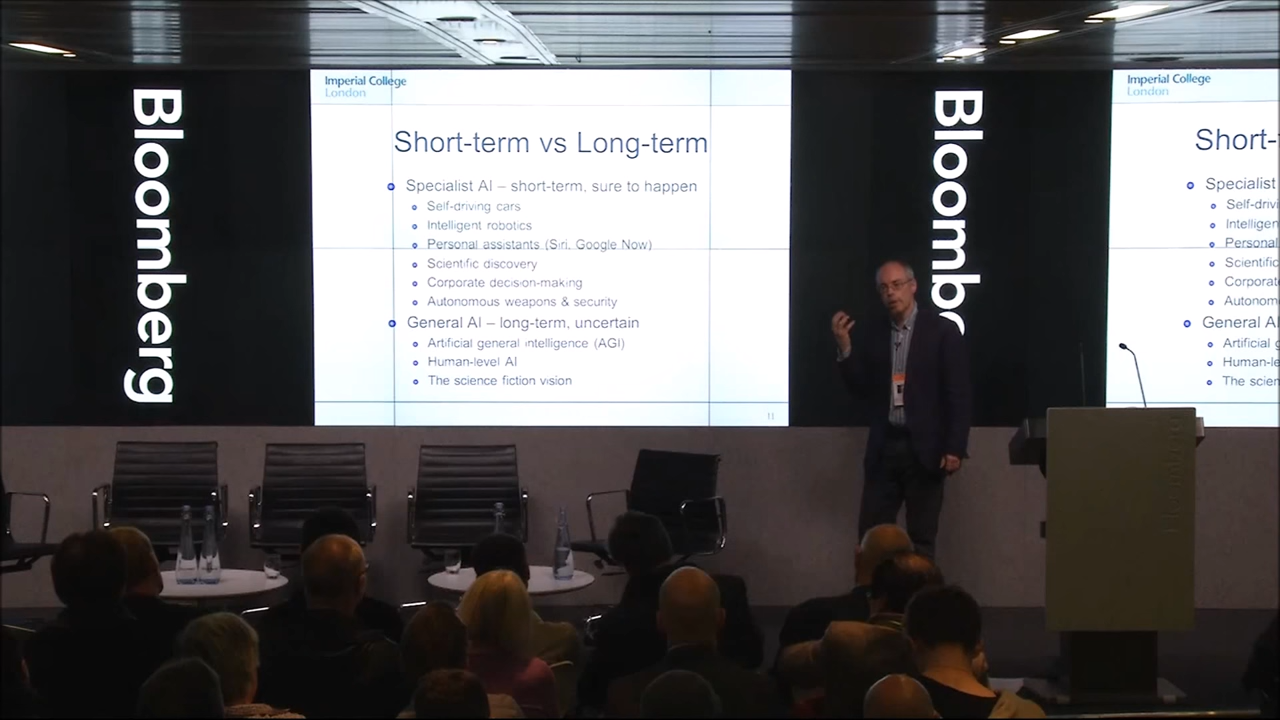 Bloomberg
Imperial College
London
Short-term vs Long-term
Specialist AI – short-term, sure to happen
Self-driving cars
Intelligent robotics
Personal assistants (Siri, Google Now)
Scientific discovery
Corporate decision-making
Autonomous weapons & security
General AI – long-term, uncertain
Artificial general intelligence (AGI)
Human-level AI
The science fiction vision
11
Bloomb
Imperial College
London
Short-
Specialist
Self-drivi
Intelligen
Personal
Scientific
Corporate
Autonom
General A
Artificial g
Human-le
The scien
Bloomberg